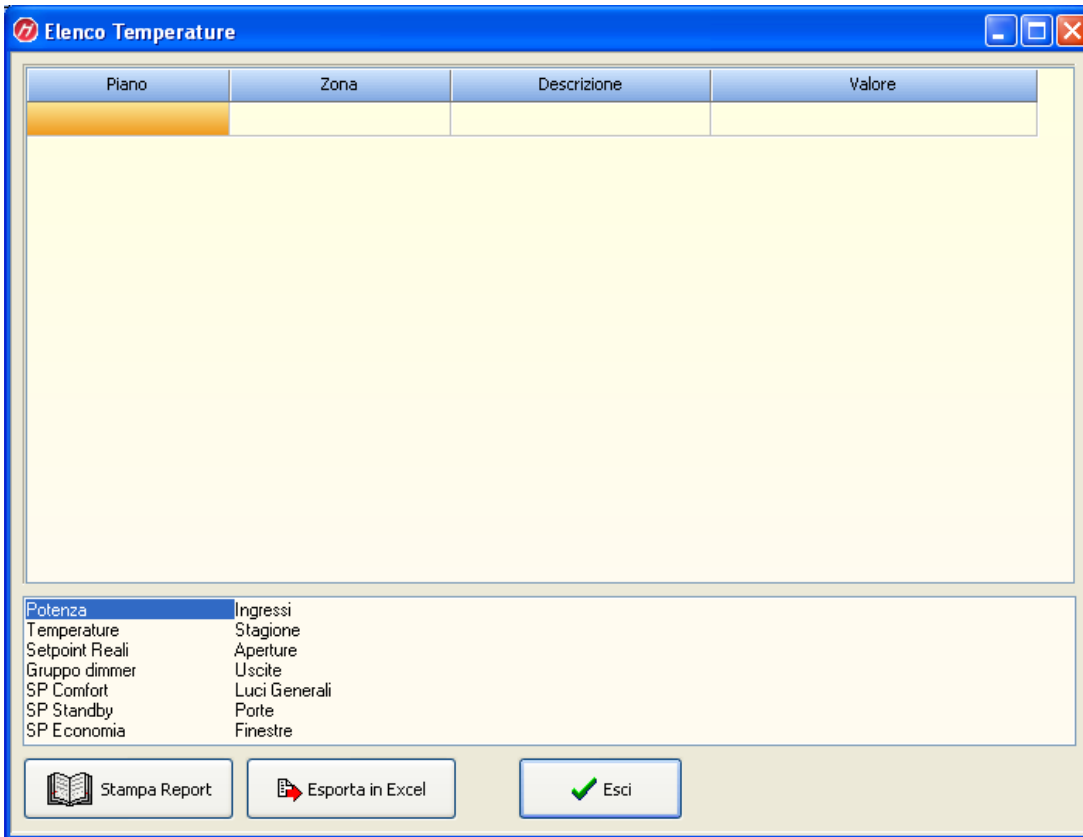 Elenco Temperature
Piano Zona Descrizione Valore
Potenza Ingressi
Temperature Stagione
Setpoint Reali Aperture
Gruppo dimmer Uscite
SP Comfort Luci Generali
SP Standby Porte
SP Economia Finestre
Stampa Report Esporta in Excel Esci